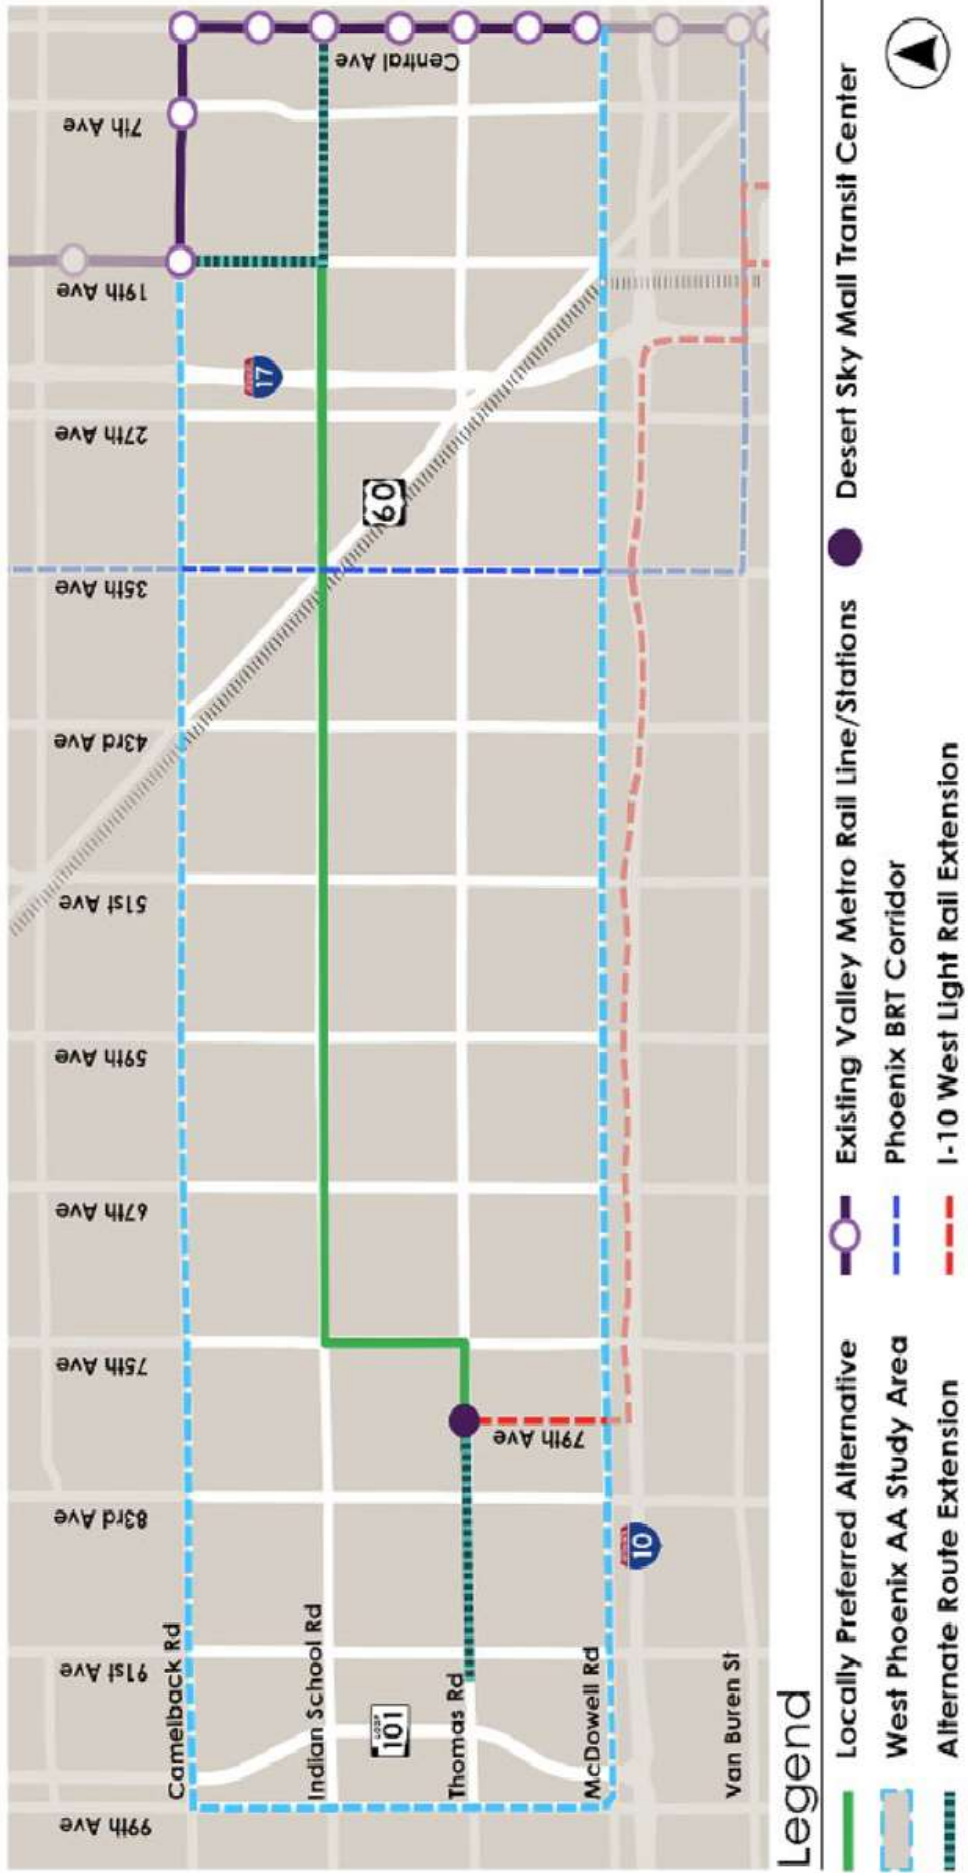 99th Ave
91st Ave
83rd Ave
79th Ave
75th Ave
67th Ave
59th Ave
51st Ave
43rd Ave
35th Ave
27th Ave
19th Ave
7th Ave
Central Ave
Camelback Rd
17
Indian School Rd
LOOP
101
60
Thomas Rd
McDowell Rd
10
Van Buren St
Legend
Locally Preferred Alternative
West Phoenix AA Study Area
Alternate Route Extension
Existing Valley Metro Rail Line/Stations
Phoenix BRT Corridor
I-10 West Light Rail Extension
Desert Sky Mall Transit Center